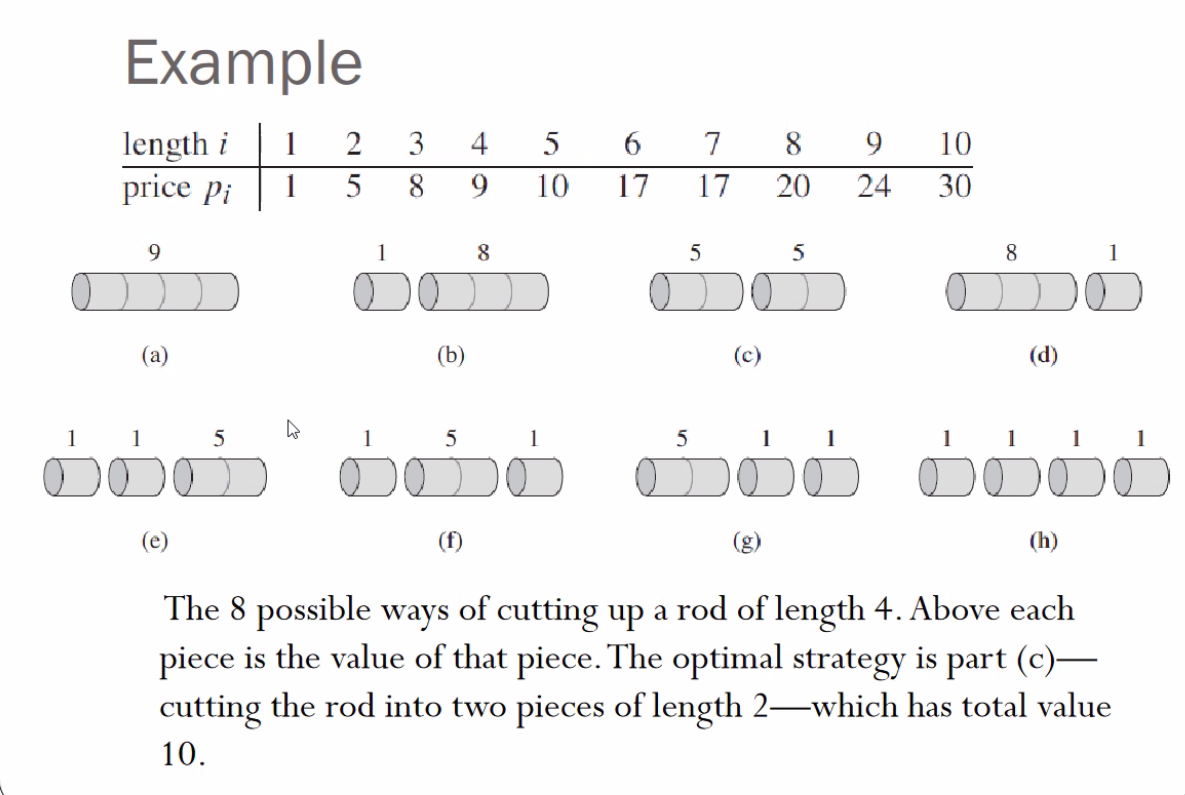 Example
length i 1 2 3 4 5 6 7 8 9 10
price pi 1 5 8 9 10 17 17 20 24 30
9 1 8 5 5 8 1
(a) (b) (c) (d)
1 1 5 1 5 1 5 1 1 1 1 1 1
(e) (f) (g) (h)
The 8 possible ways of cutting up a rod of length 4. Above each
piece is the value of that piece. The optimal strategy is part (c)—
cutting the rod into two pieces of length 2—which has total value
10.